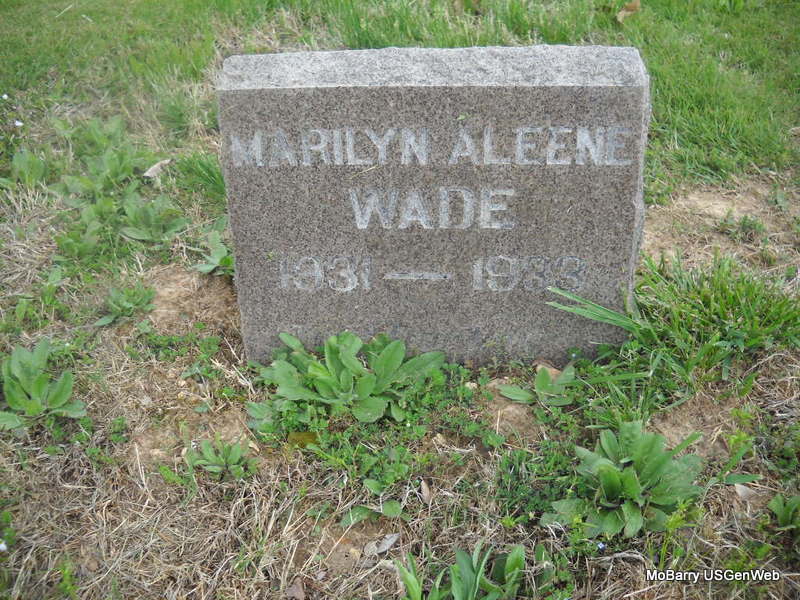 MARILYN ALEENE
WADE
1931 — 1933
MoBarry USGenWeb